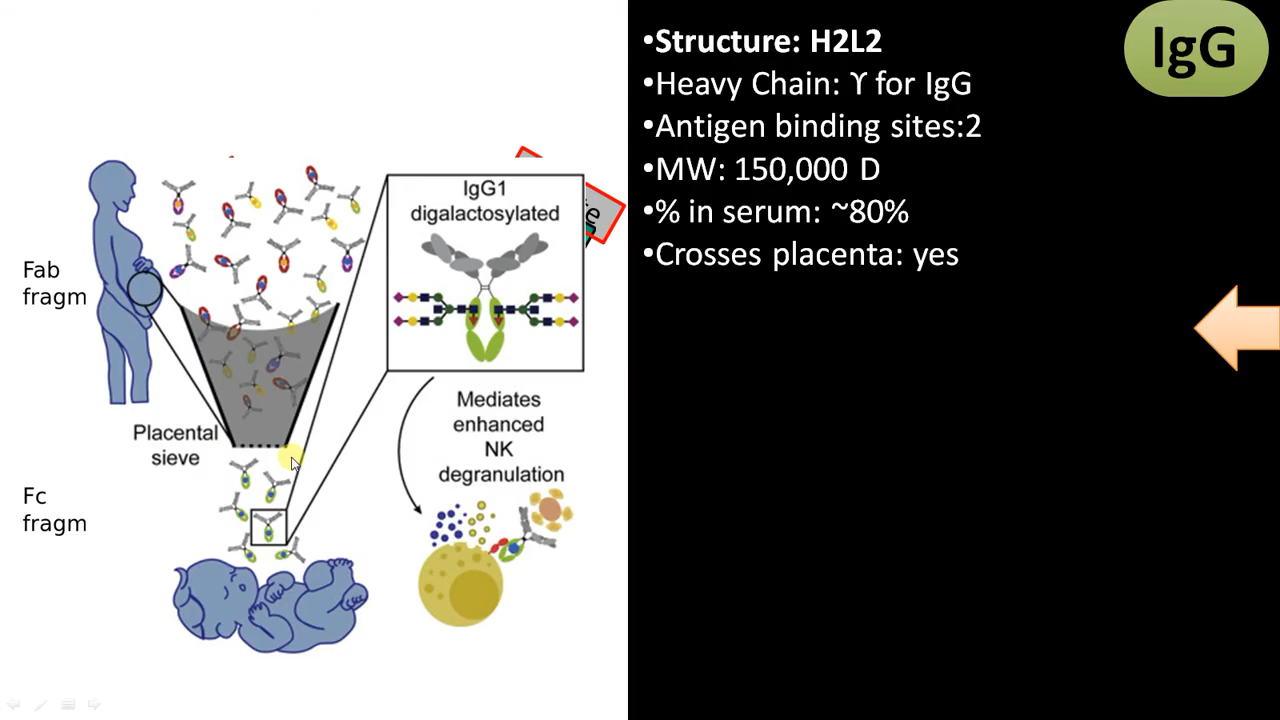 IgG
•Structure: H2L2
•Heavy Chain: ϒ for IgG
•Antigen binding sites:2
•MW: 150,000 D
•% in serum: ~80%
•Crosses placenta: yes
IgG1
digalactosylated
Fab
fragm
Placental
sieve
Mediates
enhanced
NK
degranulation
Fc
fragm